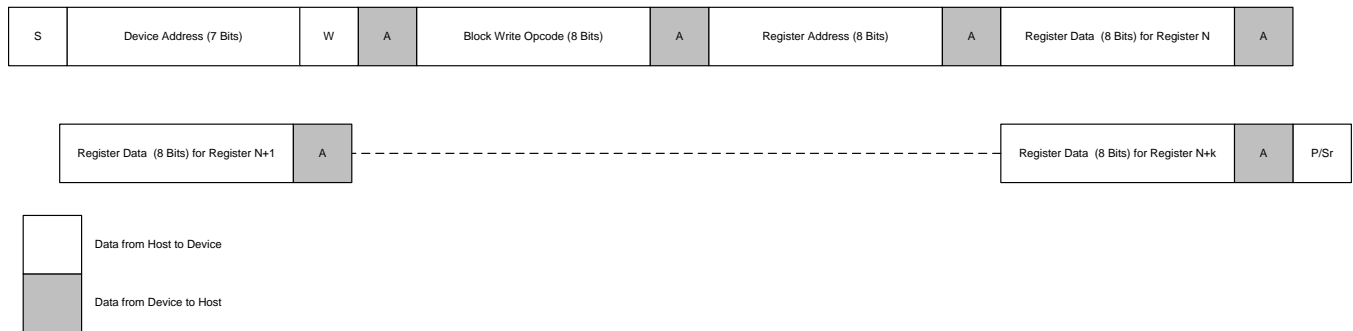 S Device Address (7 Bits) W A Block Write Opcode (8 Bits) A Register Address (8 Bits) A Register Data (8 Bits) for Register N A
Register Data (8 Bits) for Register N+1 A Register Data (8 Bits) for Register N+k A P/Sr
Data from Host to Device
Data from Device to Host